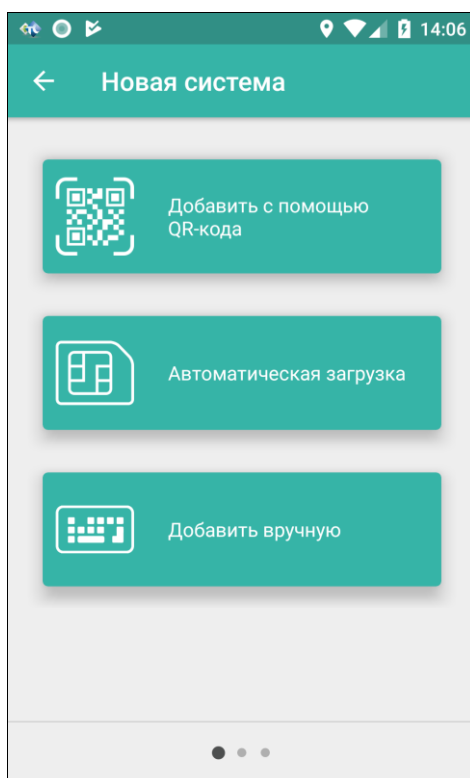 14:06
Новая система
Добавить с помощью
QR-кода
Автоматическая загрузка
Добавить вручную